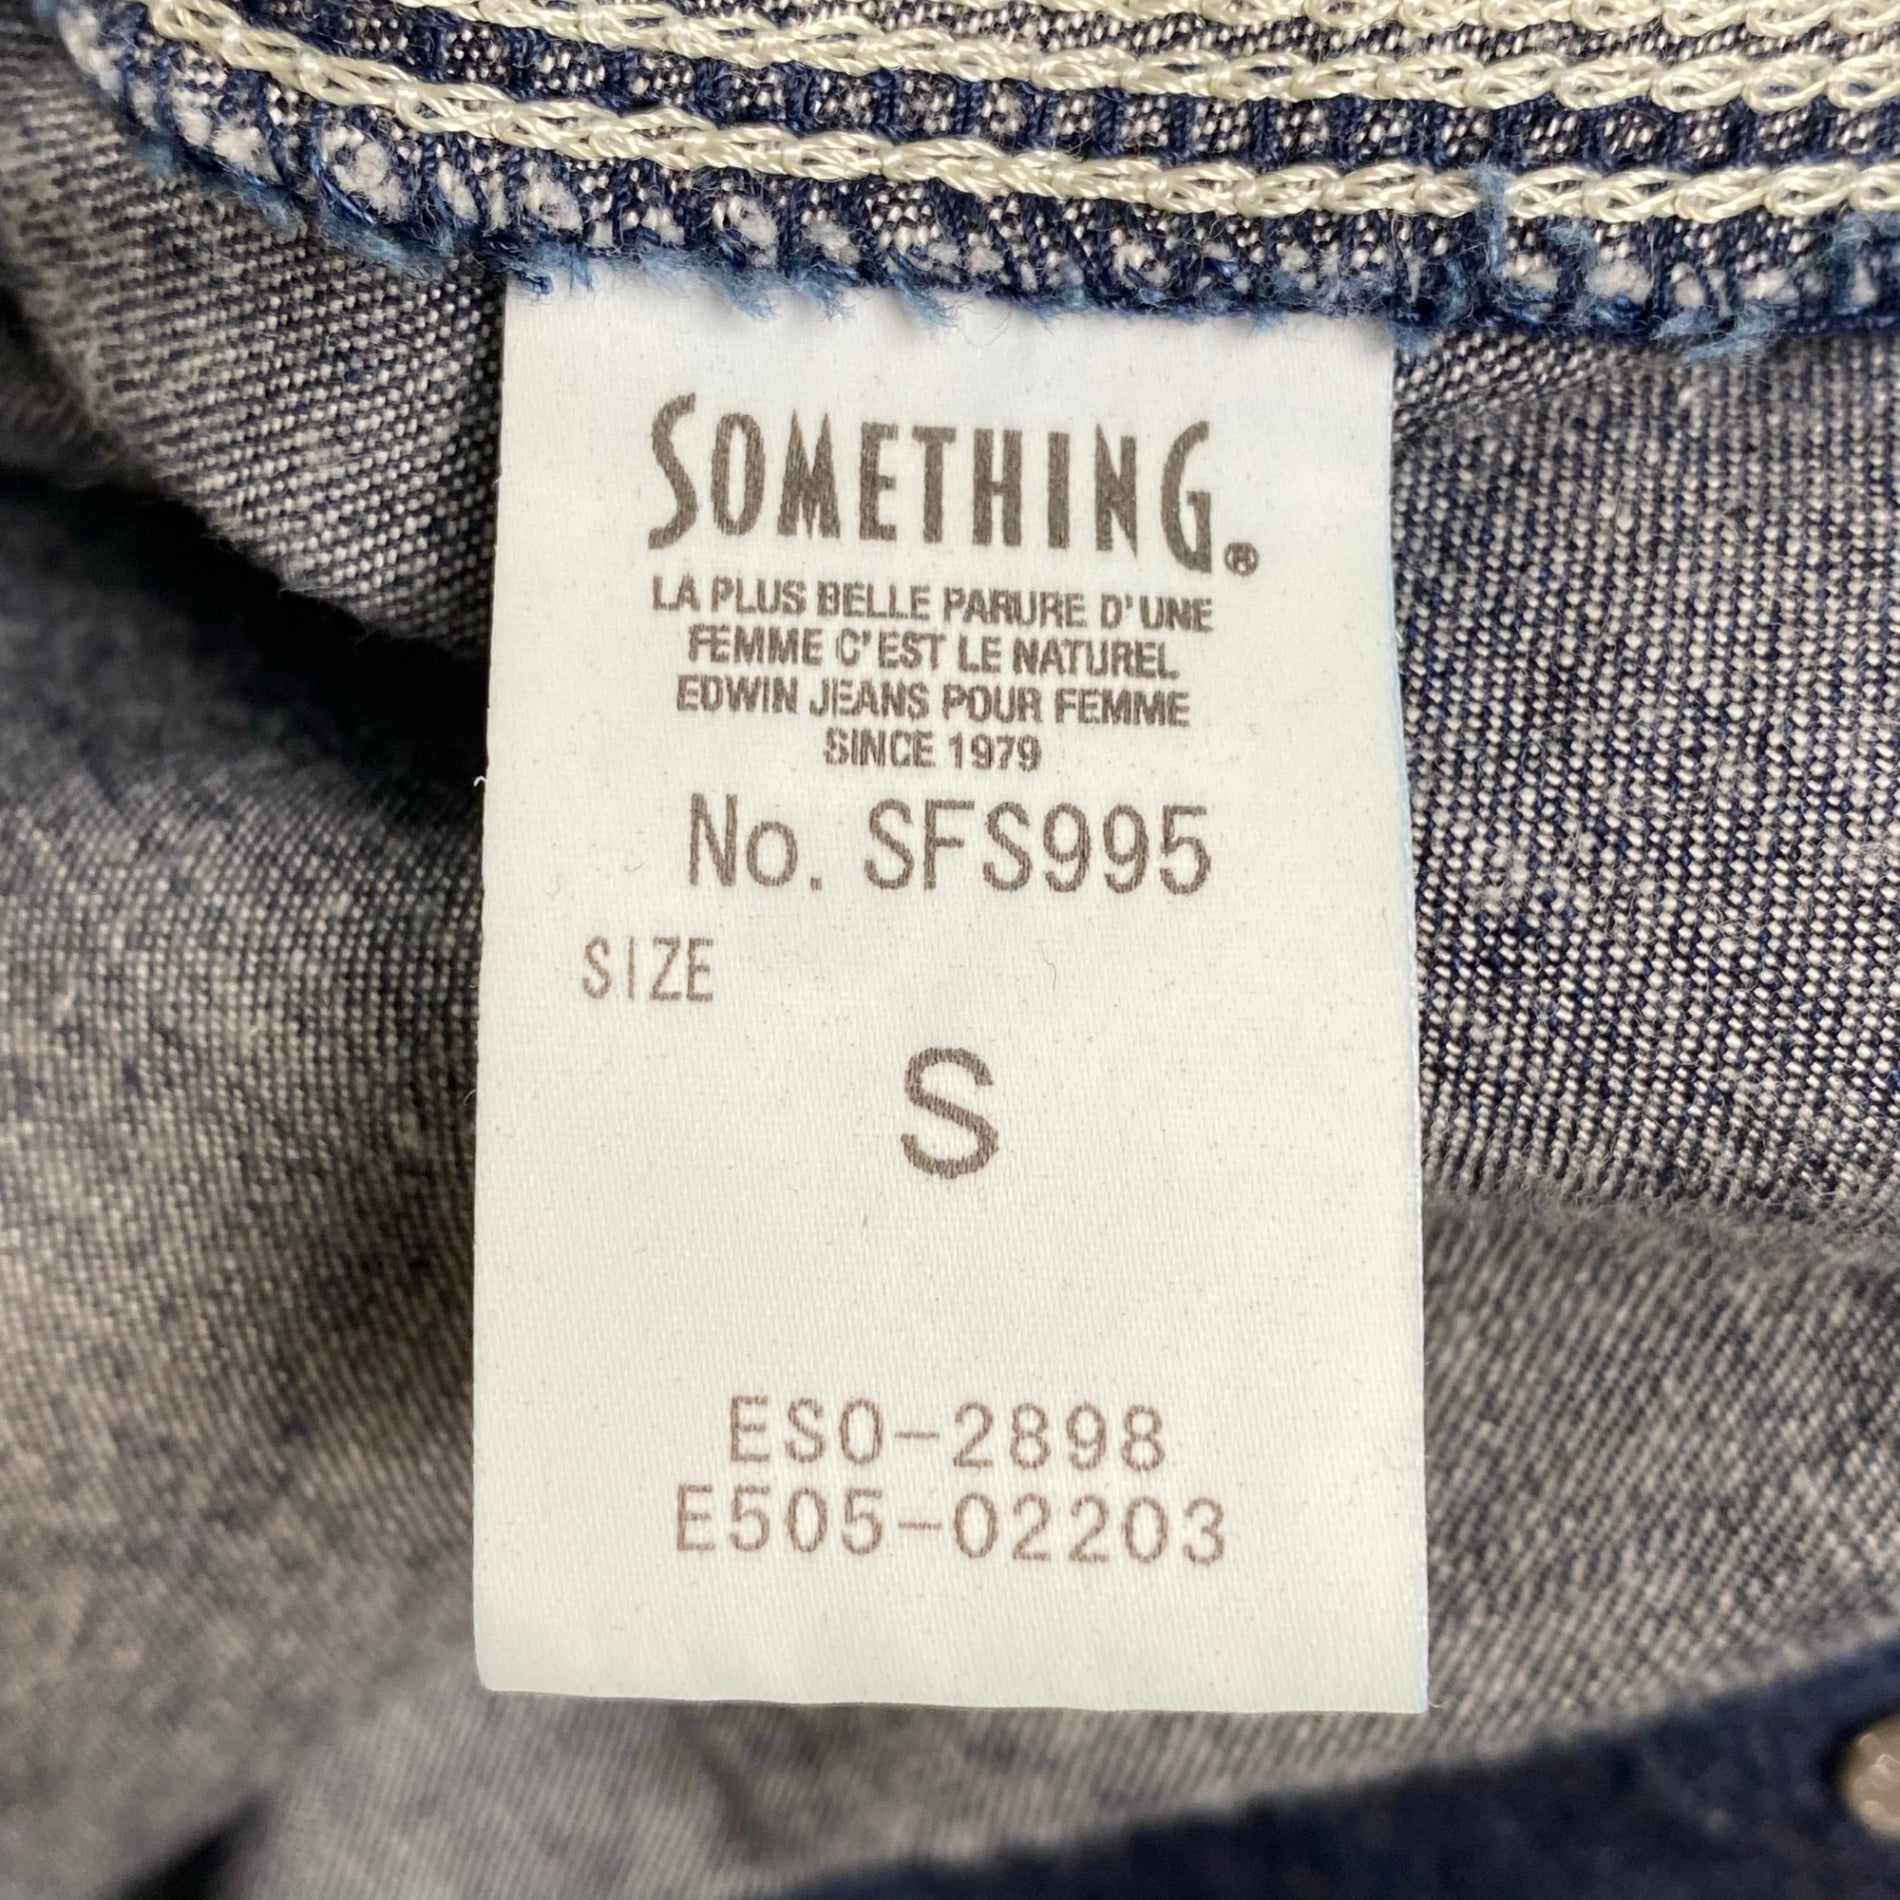 SOMETHING®
LA PLUS BELLE PARURE D'UNE
FEMME C'EST LE NATUREL
EDWIN JEANS POUR FEMME
SINCE 1979
No. SFS995
SIZE
S
ESO-2898
E505-02203